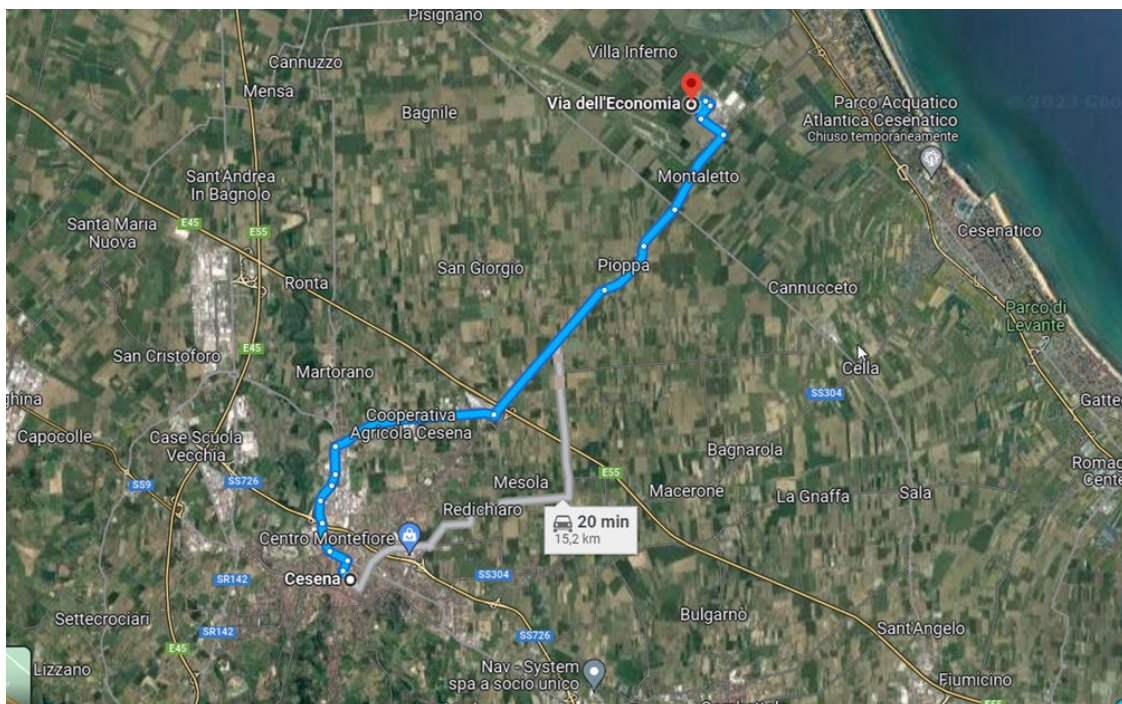 Pisignano
Villa Inferno
Cannuzzo
Mensa
Bagnile
Via dell'Economia
Parco Acquatico
Atlantica Cesenatico
Chiuso temporaneamente
Sant'Andrea
In Bagnolo
Montaletto
E45
Santa Maria
Nuova
E55
Cesenatico
San Giorgio
Pioppa
Ronta
Cannucceto
Parco di
Levante
E45
San Cristoforo
Martorano
Cella
SS304
Gatte
Capocolle
Case Scuola
Vecchia
Cooperativa
Agricola Cesena
Bagnarola
SS9
SS726
Mesola
E55
Macerone
La Gnaffa
Sala
Romag
Cente
Redichiaro
20 min
15,2 km
Centro Montefiore
Cesena
SR142
SS304
Settecrociari
SR142
SS726
Bulgarnò
Sant'Angelo
E45
Lizzano
Nav - System
spa a socio unico
Fiumicino
E55